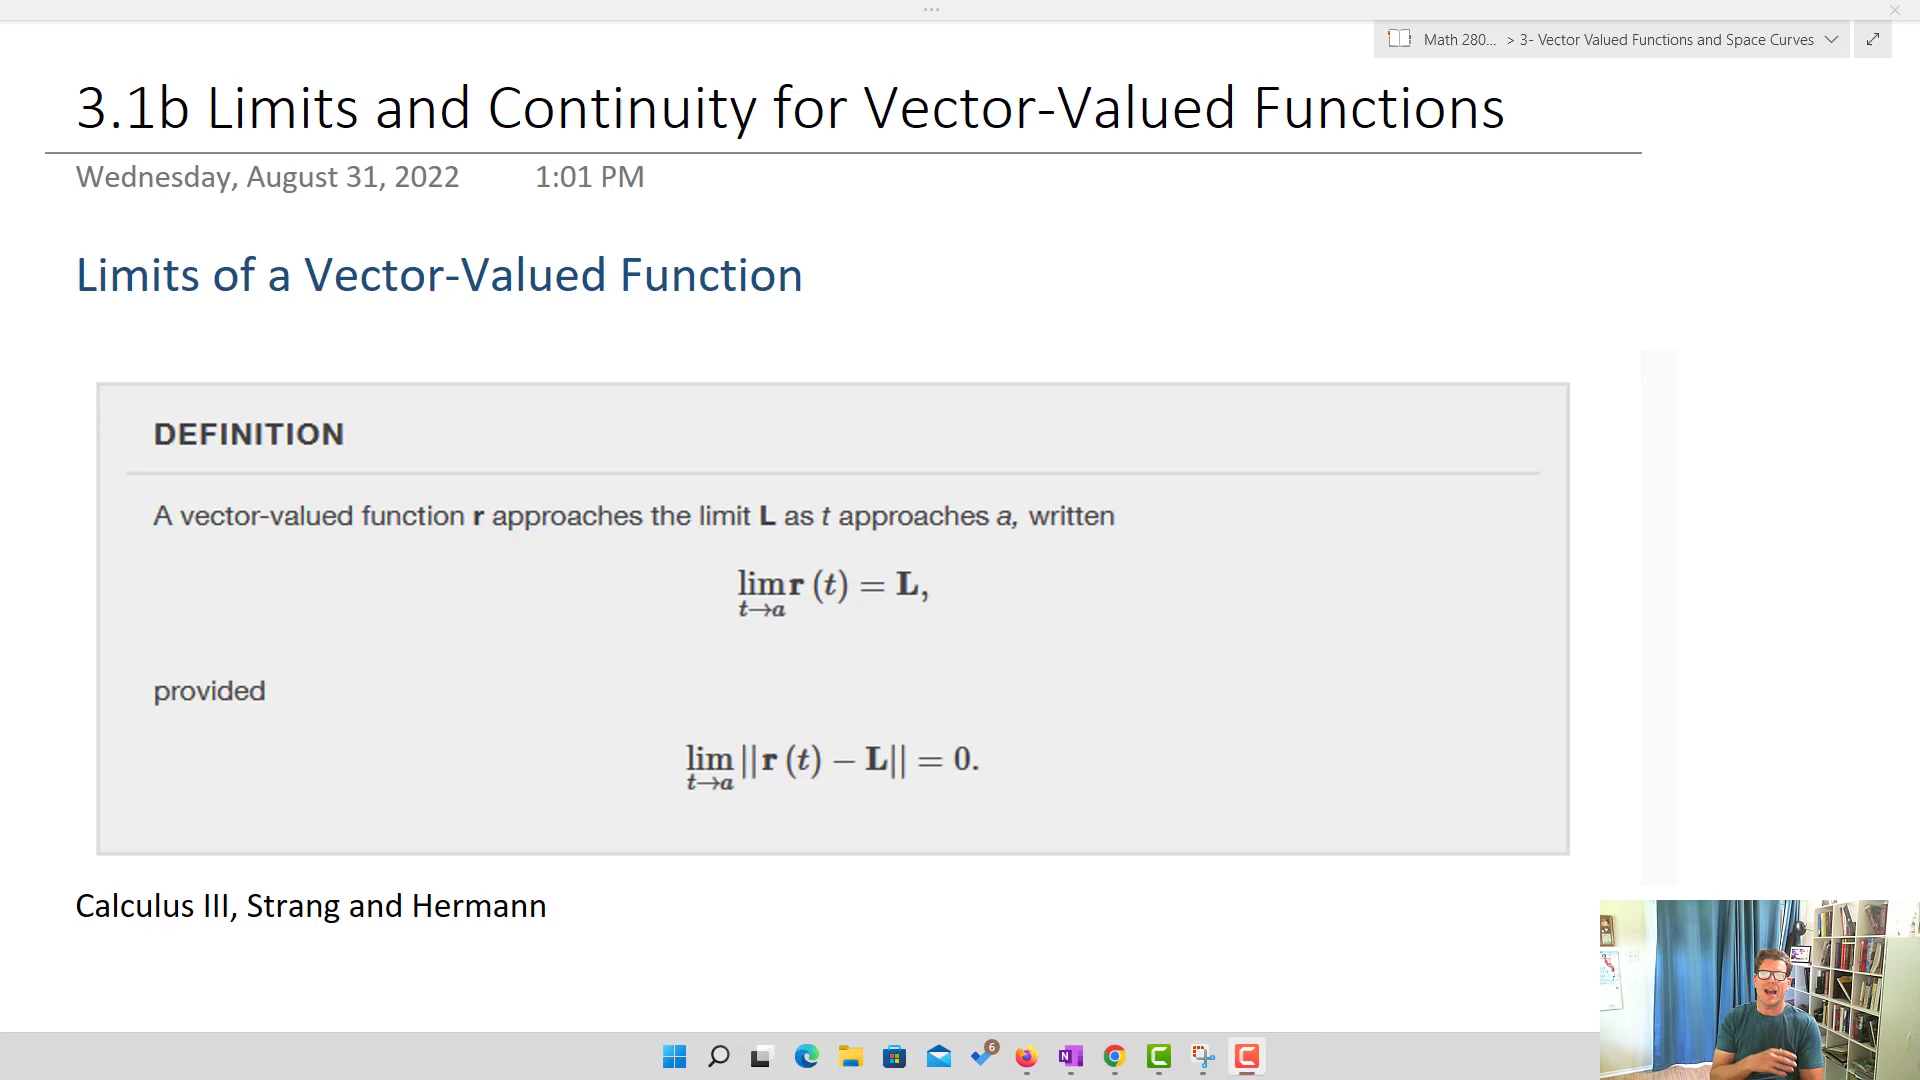 Math 280... > 3- Vector Valued Functions and Space Curves
3.1b Limits and Continuity for Vector-Valued Functions
Wednesday, August 31, 2022 1:01 PM
Limits of a Vector-Valued Function
DEFINITION
A vector-valued function r approaches the limit L as t approaches a, written
lim r (t) = L,
t→a
provided
lim ||r (t) − L|| = 0.
t→a
Calculus III, Strang and Hermann
6